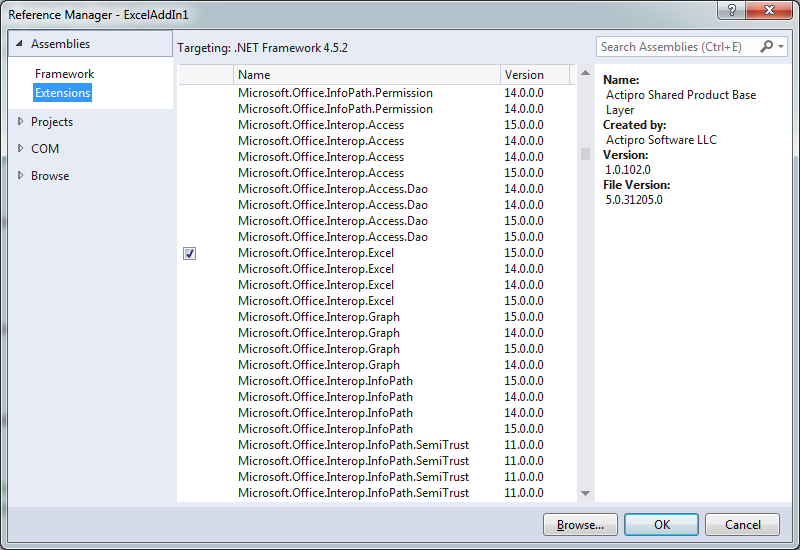 Reference Manager - ExcelAddIn1
Assemblies
Framework
Extensions
Projects
COM
Browse
Targeting: .NET Framework 4.5.2
Search Assemblies (Ctrl+E)
Name Version
Microsoft.Office.InfoPath.Permission 14.0.0.0
Microsoft.Office.InfoPath.Permission 14.0.0.0
Microsoft.Office.Interop.Access 15.0.0.0
Microsoft.Office.Interop.Access 14.0.0.0
Microsoft.Office.Interop.Access 14.0.0.0
Microsoft.Office.Interop.Access 15.0.0.0
Microsoft.Office.Interop.Access.Dao 14.0.0.0
Microsoft.Office.Interop.Access.Dao 14.0.0.0
Microsoft.Office.Interop.Access.Dao 15.0.0.0
Microsoft.Office.Interop.Access.Dao 15.0.0.0
Microsoft.Office.Interop.Excel 15.0.0.0
Microsoft.Office.Interop.Excel 14.0.0.0
Microsoft.Office.Interop.Excel 14.0.0.0
Microsoft.Office.Interop.Excel 15.0.0.0
Microsoft.Office.Interop.Graph 15.0.0.0
Microsoft.Office.Interop.Graph 14.0.0.0
Microsoft.Office.Interop.Graph 15.0.0.0
Microsoft.Office.Interop.Graph 14.0.0.0
Microsoft.Office.Interop.InfoPath 15.0.0.0
Microsoft.Office.Interop.InfoPath 14.0.0.0
Microsoft.Office.Interop.InfoPath 14.0.0.0
Microsoft.Office.Interop.InfoPath 15.0.0.0
Microsoft.Office.Interop.InfoPath.SemiTrust 11.0.0.0
Microsoft.Office.Interop.InfoPath.SemiTrust 11.0.0.0
Microsoft.Office.Interop.InfoPath.SemiTrust 11.0.0.0
Microsoft.Office.Interop.InfoPath.SemiTrust 11.0.0.0
Name:
Actipro Shared Product Base
Layer
Created by:
Actipro Software LLC
Version:
1.0.102.0
File Version:
5.0.31205.0
Browse...
OK
Cancel